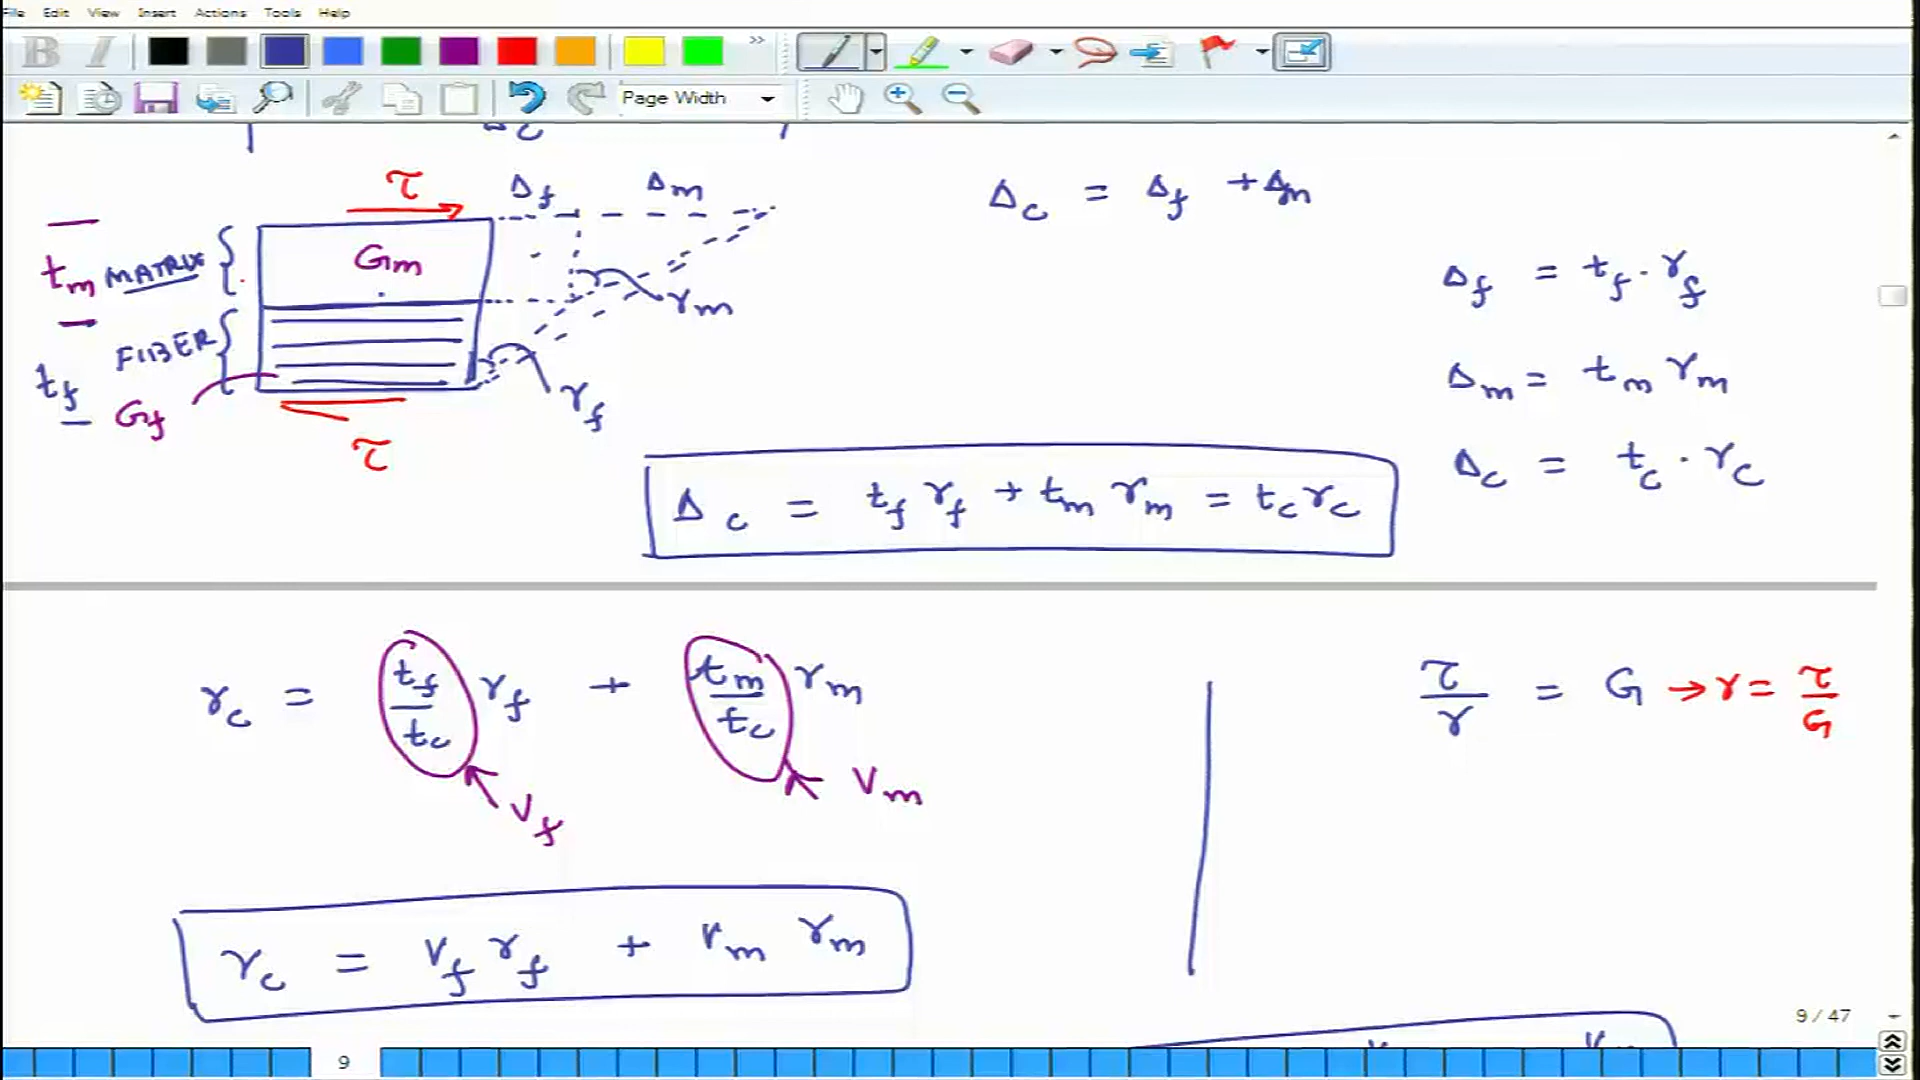 File Edit View Insert Actions Tools Help
B I
Page Width
Δc
τ Δf Δm
Δc = Δf + Δm
tm MATRIX Gm
γm
Δf = tf · γf
FIBER
tf Gf
γf
Δm = tm γm
τ
Δc = tc · γc
Δc = tf γf + tm γm = tc γc
γc = tf/tc γf + tm/tc γm
τ/γ = G → γ = τ/G
Vf
Vm
γc = Vf γf + Vm γm
9 / 47
9